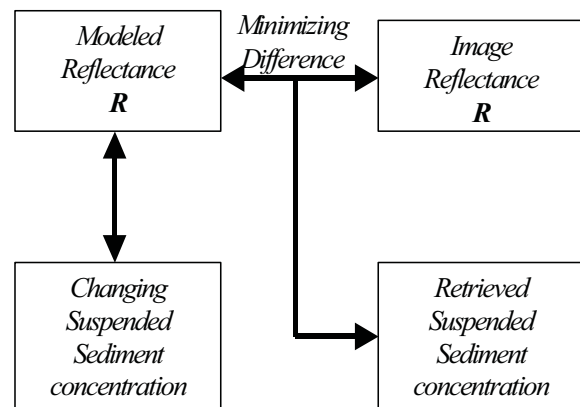 Modeled
Reflectance
R
Minimizing
Difference
Image
Reflectance
R
Changing
Suspended
Sediment
concentration
Retrieved
Suspended
Sediment
concentration